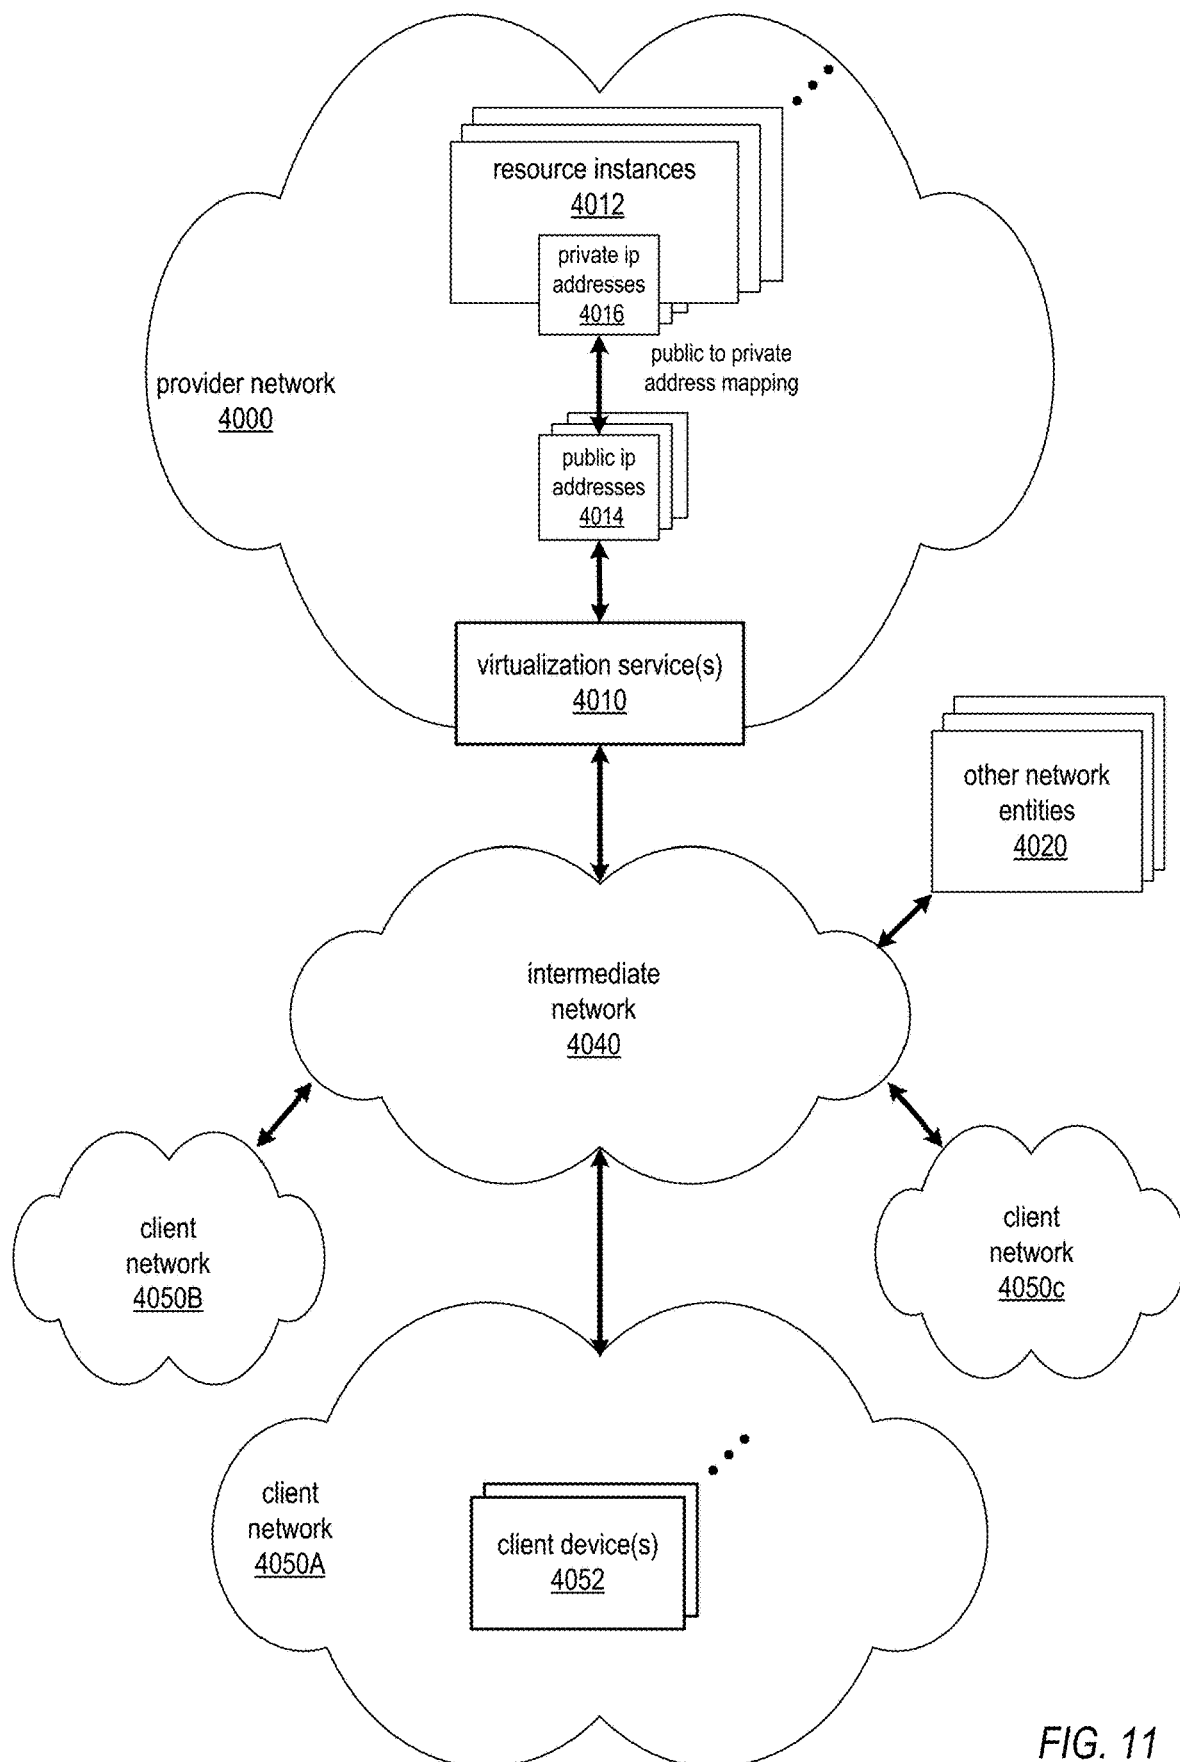 resource instances
4012
private ip
addresses
4016
public to private
address mapping
provider network
4000
public ip
addresses
4014
virtualization service(s)
4010
other network
entities
4020
intermediate
network
4040
client
network
4050B
client
network
4050c
client
network
4050A
client device(s)
4052
FIG. 11